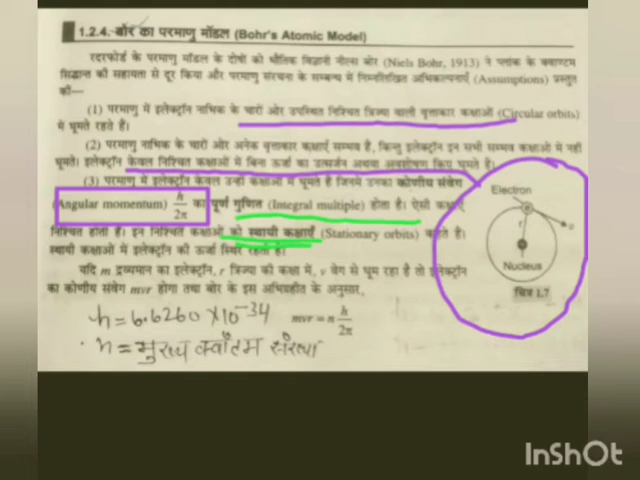 1.2.4. बोर का परमाणु मॉडल (Bohr's Atomic Model)
रदरफोर्ड के परमाणु मॉडल के दोषों को भौतिक विज्ञानी नील्स बोर (Niels Bohr, 1913) ने प्लांक के क्वाण्टम
सिद्धान्त की सहायता से दूर किया और परमाणु संरचना के सम्बन्ध में निम्नलिखित अभिकल्पनाएँ (Assumptions) प्रस्तुत
कीं—
(1) परमाणु में इलेक्ट्रॉन नाभिक के चारों ओर उपस्थित निश्चित त्रिज्या वाली वृत्ताकार कक्षाओं (Circular orbits)
में घूमते रहते हैं।
(2) परमाणु नाभिक के चारों ओर अनेक वृत्ताकार कक्षाएँ सम्भव हैं, किन्तु इलेक्ट्रॉन इन सभी सम्भव कक्षाओं में नहीं
घूमते। इलेक्ट्रॉन केवल निश्चित कक्षाओं में बिना ऊर्जा का उत्सर्जन अथवा अवशोषण किए घूमते हैं।
(3) परमाणु में इलेक्ट्रॉन केवल उन्हीं कक्षाओं में घूमते हैं जिनमें उनका कोणीय संवेग
(Angular momentum) h/2π का पूर्ण गुणित (Integral multiple) होता है। ऐसी कक्षाएँ
निश्चित होती हैं। इन निश्चित कक्षाओं को स्थायी कक्षाएँ (Stationary orbits) कहते हैं।
स्थायी कक्षाओं में इलेक्ट्रॉन की ऊर्जा स्थिर रहती है।
यदि m द्रव्यमान का इलेक्ट्रॉन, r त्रिज्या की कक्षा में, v वेग से घूम रहा है तो इलेक्ट्रॉन
का कोणीय संवेग mvr होगा तथा बोर के इस अभिग्रहीत के अनुसार,
h = 6.6260 × 10⁻³⁴
mvr = n h/2π
n = मुख्य क्वांटम संख्या
Electron
v
r
Nucleus
चित्र 1.7
InShOt